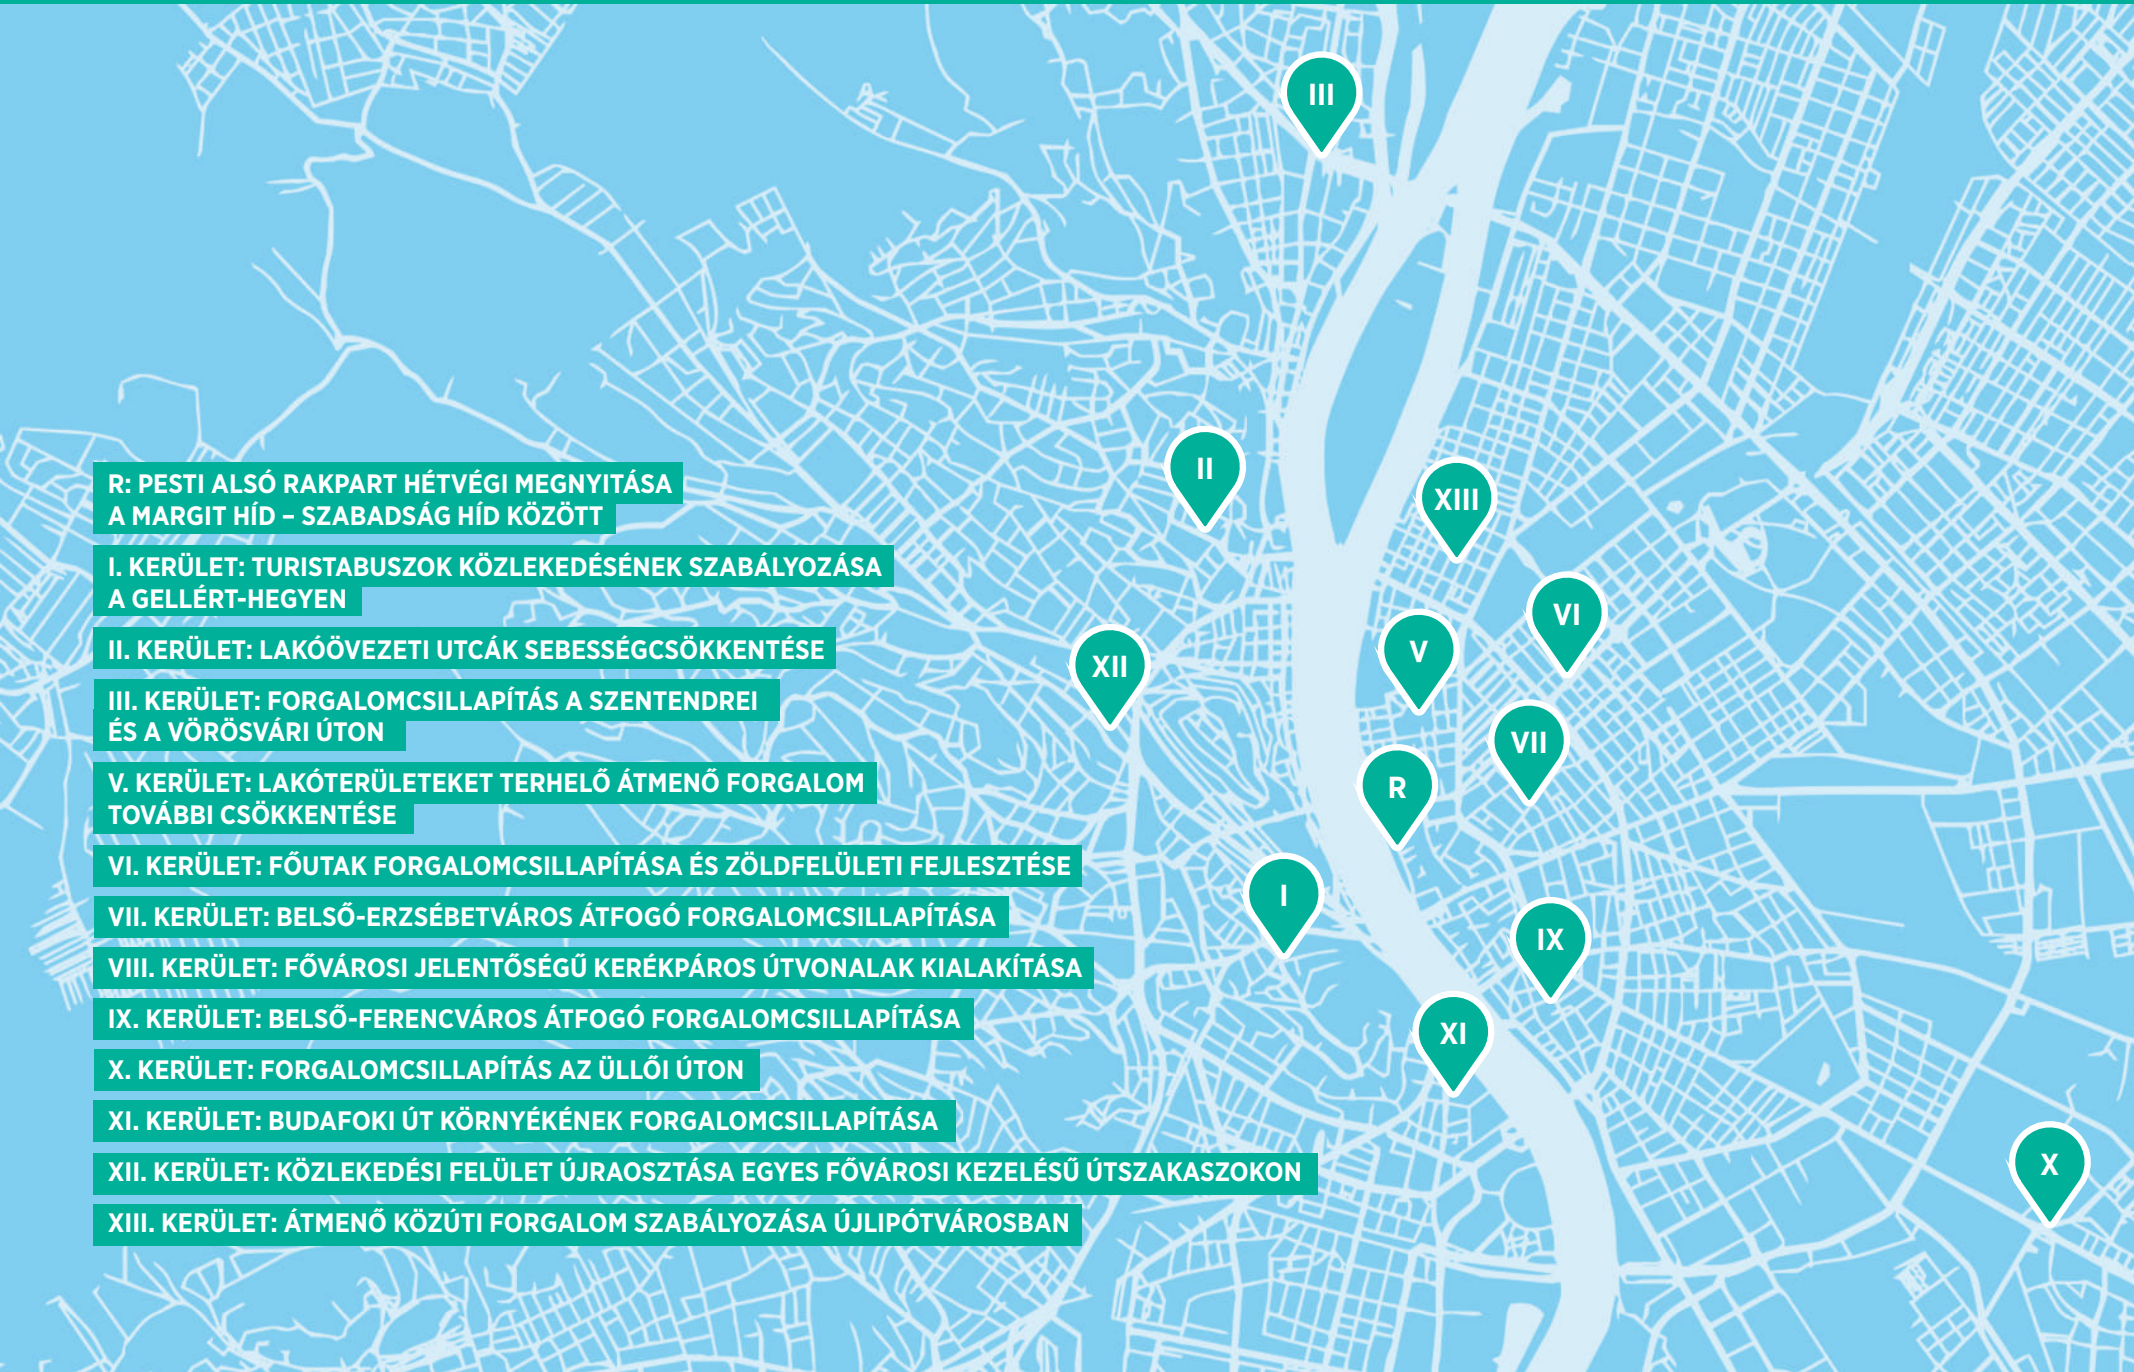 III
II
XIII
VI
V
XII
VII
R
I
IX
XI
X
R: PESTI ALSÓ RAKPART HÉTVÉGI MEGNYITÁSA
A MARGIT HÍD – SZABADSÁG HÍD KÖZÖTT
I. KERÜLET: TURISTABUSZOK KÖZLEKEDÉSÉNEK SZABÁLYOZÁSA
A GELLÉRT-HEGYEN
II. KERÜLET: LAKÓÖVEZETI UTCÁK SEBESSÉGCSÖKKENTÉSE
III. KERÜLET: FORGALOMCSILLAPÍTÁS A SZENTENDREI
ÉS A VÖRÖSVÁRI ÚTON
V. KERÜLET: LAKÓTERÜLETEKET TERHELŐ ÁTMENŐ FORGALOM
TOVÁBBI CSÖKKENTÉSE
VI. KERÜLET: FŐUTAK FORGALOMCSILLAPÍTÁSA ÉS ZÖLDFELÜLETI FEJLESZTÉSE
VII. KERÜLET: BELSŐ-ERZSÉBETVÁROS ÁTFOGÓ FORGALOMCSILLAPÍTÁSA
VIII. KERÜLET: FŐVÁROSI JELENTŐSÉGŰ KERÉKPÁROS ÚTVONALAK KIALAKÍTÁSA
IX. KERÜLET: BELSŐ-FERENCVÁROS ÁTFOGÓ FORGALOMCSILLAPÍTÁSA
X. KERÜLET: FORGALOMCSILLAPÍTÁS AZ ÜLLŐI ÚTON
XI. KERÜLET: BUDAFOKI ÚT KÖRNYÉKÉNEK FORGALOMCSILLAPÍTÁSA
XII. KERÜLET: KÖZLEKEDÉSI FELÜLET ÚJRAOSZTÁSA EGYES FŐVÁROSI KEZELÉSŰ ÚTSZAKASZOKON
XIII. KERÜLET: ÁTMENŐ KÖZÚTI FORGALOM SZABÁLYOZÁSA ÚJLIPÓTVÁROSBAN